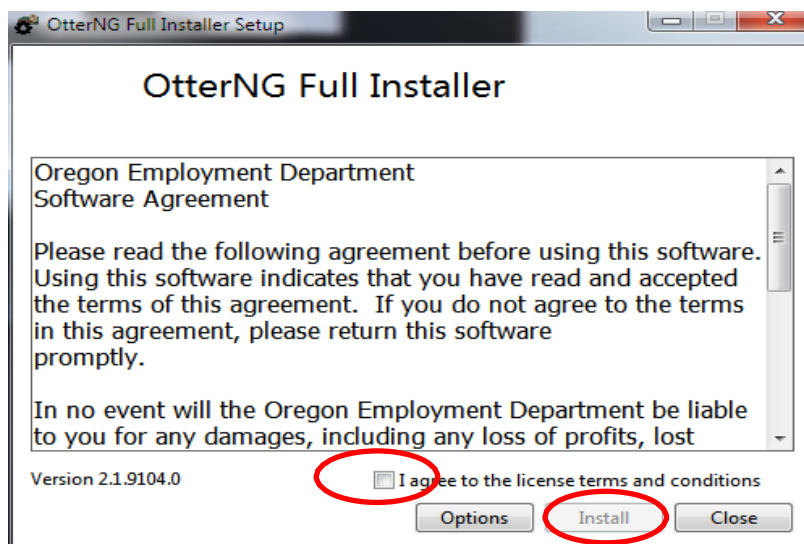 OtterNG Full Installer Setup
OtterNG Full Installer
Oregon Employment Department
Software Agreement
Please read the following agreement before using this software.
Using this software indicates that you have read and accepted
the terms of this agreement.  If you do not agree to the terms
in this agreement, please return this software
promptly.
In no event will the Oregon Employment Department be liable
to you for any damages, including any loss of profits, lost
Version 2.1.9104.0
I agree to the license terms and conditions
Options Install Close